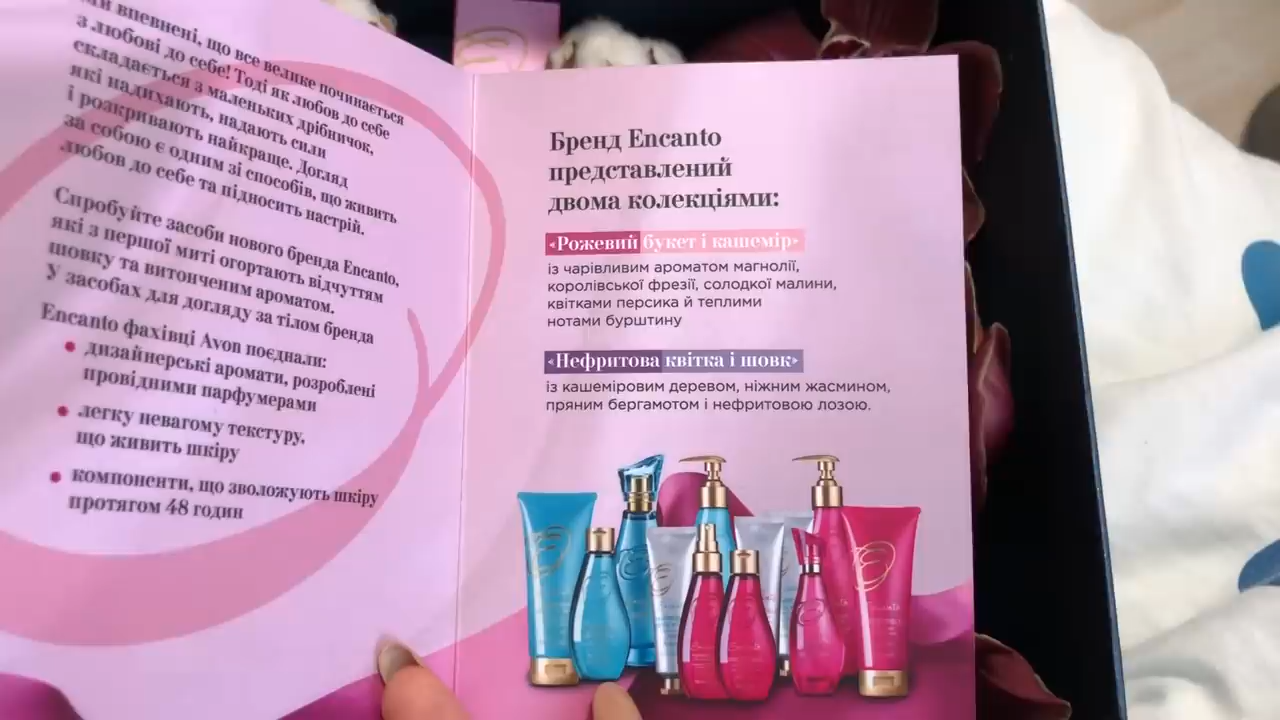 Ми впевнені, що все велике починається
з любові до себе! Тоді як любов до себе
складається з маленьких дрібничок,
які надихають, надають сили
і розкривають найкраще. Догляд
за собою є одним зі способів, що живить
любов до себе та підносить настрій.
Спробуйте засоби нового бренда Encanto,
які з першої миті огортають відчуттям
шовку та витонченим ароматом.
У засобах для догляду за тілом бренда
Encanto фахівці Avon поєднали:
• дизайнерські аромати, розроблені
провідними парфумерами
• легку невагому текстуру,
що живить шкіру
• компоненти, що зволожують шкіру
протягом 48 годин
Бренд Encanto
представлений
двома колекціями:
«Рожевий букет і кашемір»
із чарівливим ароматом магнолії,
королівської фрезії, солодкої малини,
квітками персика й теплими
нотами бурштину
«Нефритова квітка і шовк»
із кашеміровим деревом, ніжним жасмином,
пряним бергамотом і нефритовою лозою.